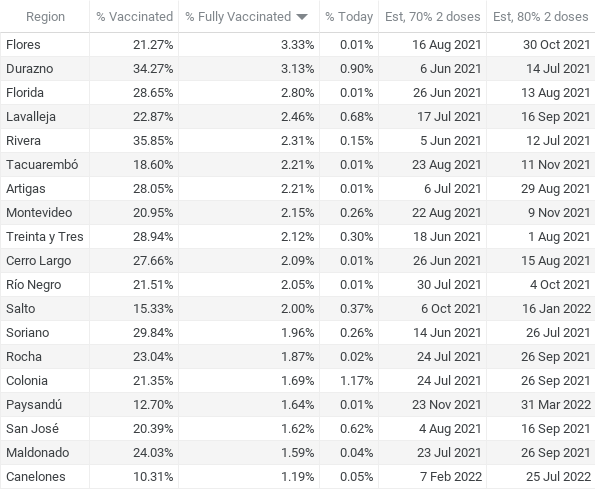 Region % Vaccinated % Fully Vaccinated % Today Est, 70% 2 doses Est, 80% 2 doses
Flores 21.27% 3.33% 0.01% 16 Aug 2021 30 Oct 2021
Durazno 34.27% 3.13% 0.90% 6 Jun 2021 14 Jul 2021
Florida 28.65% 2.80% 0.01% 26 Jun 2021 13 Aug 2021
Lavalleja 22.87% 2.46% 0.68% 17 Jul 2021 16 Sep 2021
Rivera 35.85% 2.31% 0.15% 5 Jun 2021 12 Jul 2021
Tacuarembó 18.60% 2.21% 0.01% 23 Aug 2021 11 Nov 2021
Artigas 28.05% 2.21% 0.01% 6 Jul 2021 29 Aug 2021
Montevideo 20.95% 2.15% 0.26% 22 Aug 2021 9 Nov 2021
Treinta y Tres 28.94% 2.12% 0.30% 18 Jun 2021 1 Aug 2021
Cerro Largo 27.66% 2.09% 0.01% 26 Jun 2021 15 Aug 2021
Río Negro 21.51% 2.05% 0.01% 30 Jul 2021 4 Oct 2021
Salto 15.33% 2.00% 0.37% 6 Oct 2021 16 Jan 2022
Soriano 29.84% 1.96% 0.26% 14 Jun 2021 26 Jul 2021
Rocha 23.04% 1.87% 0.02% 24 Jul 2021 26 Sep 2021
Colonia 21.35% 1.69% 1.17% 24 Jul 2021 26 Sep 2021
Paysandú 12.70% 1.64% 0.01% 23 Nov 2021 31 Mar 2022
San José 20.39% 1.62% 0.62% 4 Aug 2021 16 Sep 2021
Maldonado 24.03% 1.59% 0.04% 23 Jul 2021 26 Sep 2021
Canelones 10.31% 1.19% 0.05% 7 Feb 2022 25 Jul 2022